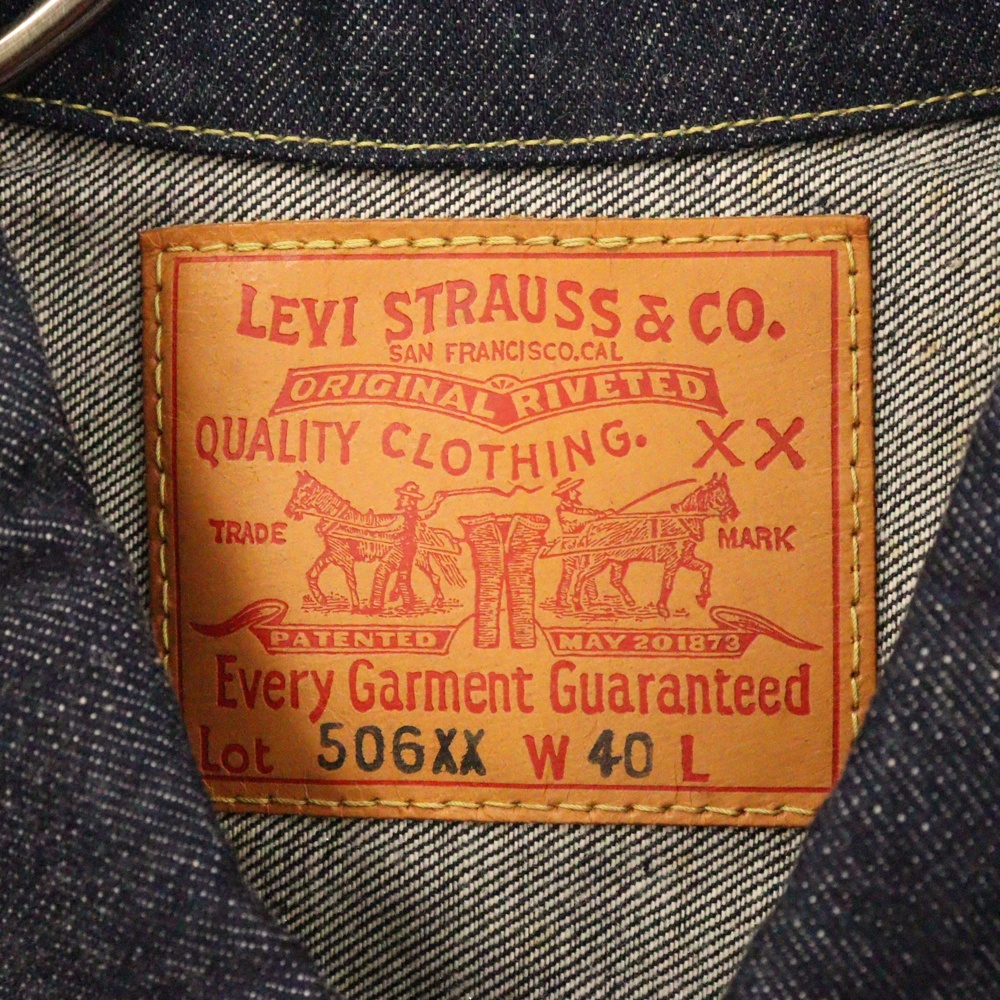 LEVI STRAUSS & CO.
SAN FRANCISCO.CAL
ORIGINAL RIVETED
QUALITY CLOTHING. XX
TRADE MARK
PATENTED MAY 20 1873
Every Garment Guaranteed
Lot 506XX W 40 L